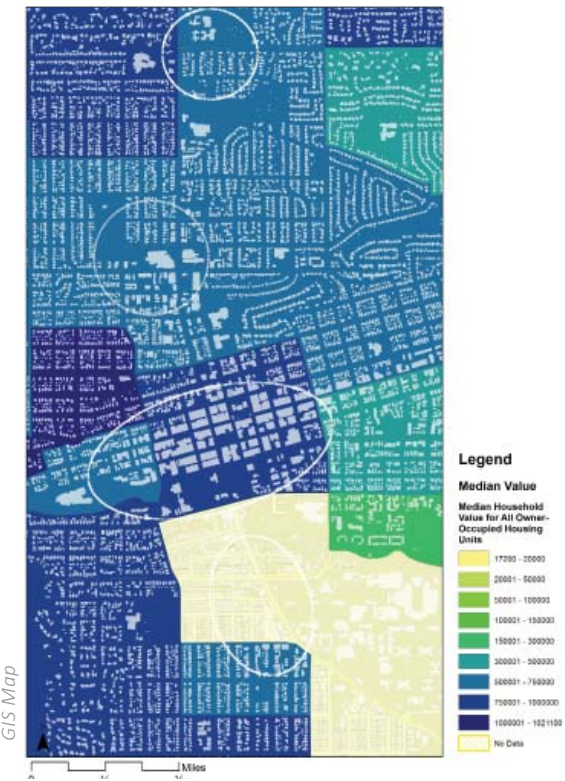 Legend
Median Value
Median Household
Value for All Owner-
Occupied Housing
Units
17200 - 20000
20001 - 50000
50001 - 100000
100001 - 150000
150001 - 300000
300001 - 500000
500001 - 750000
750001 - 1000000
1000001 - 1021100
No Data
GIS Map
Miles
0